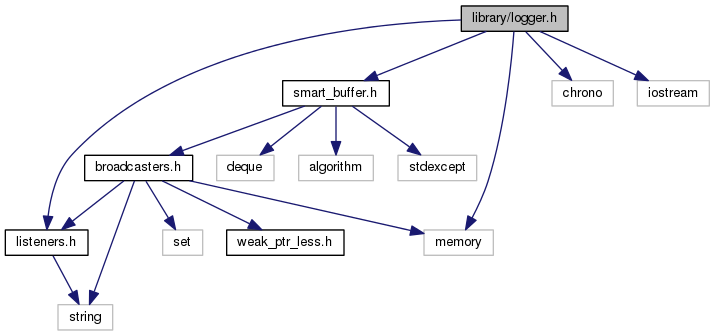 library/logger.h
smart_buffer.h
chrono
iostream
broadcasters.h
deque
algorithm
stdexcept
listeners.h
set
weak_ptr_less.h
memory
string